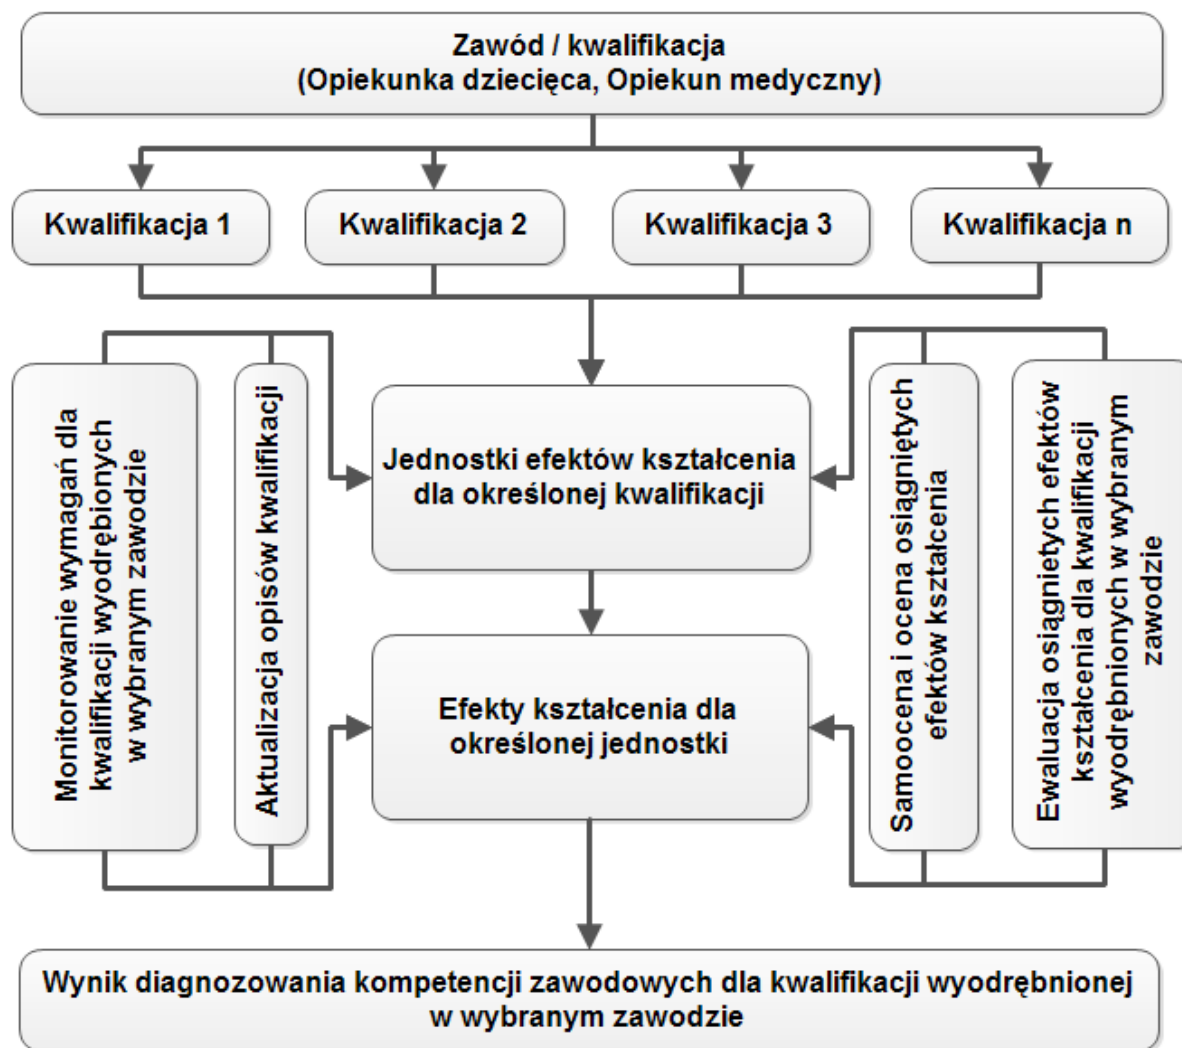 Zawód / kwalifikacja
(Opiekunka dziecięca, Opiekun medyczny)
Kwalifikacja 1
Kwalifikacja 2
Kwalifikacja 3
Kwalifikacja n
Monitorowanie wymagań dla
kwalifikacji wyodrębionych
w wybranym zawodzie
Aktualizacja opisów kwalifikacji
Jednostki efektów kształcenia
dla określonej kwalifikacji
Efekty kształcenia dla
określonej jednostki
Samoocena i ocena osiągniętych
efektów kształcenia
Ewaluacja osiągnietych efektów
kształcenia dla kwalifikacji
wyodrębnionych w wybranym
zawodzie
Wynik diagnozowania kompetencji zawodowych dla kwalifikacji wyodrębnionej
w wybranym zawodzie